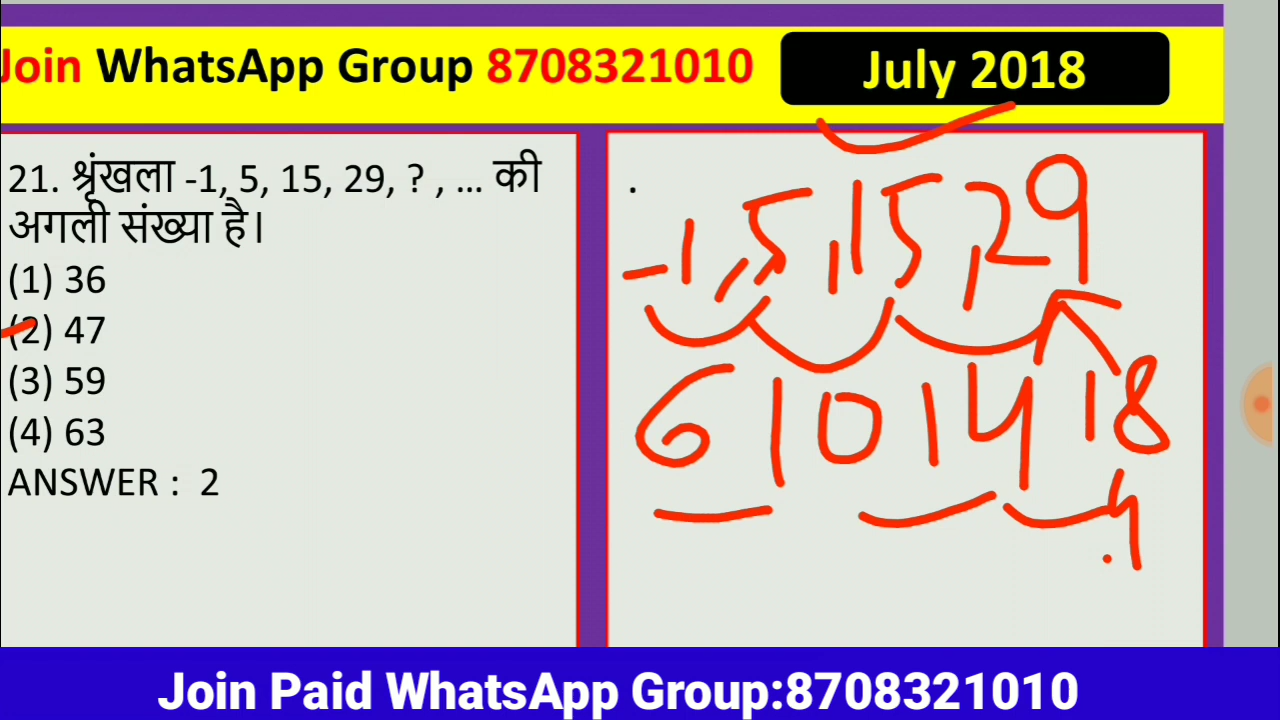 Join WhatsApp Group 8708321010
July 2018
21. श्रृंखला -1, 5, 15, 29, ? , ... की
अगली संख्या है।
(1) 36
(2) 47
(3) 59
(4) 63
ANSWER : 2
.
-1, 5, 15, 29
6 10 14 18
4
Join Paid WhatsApp Group:8708321010